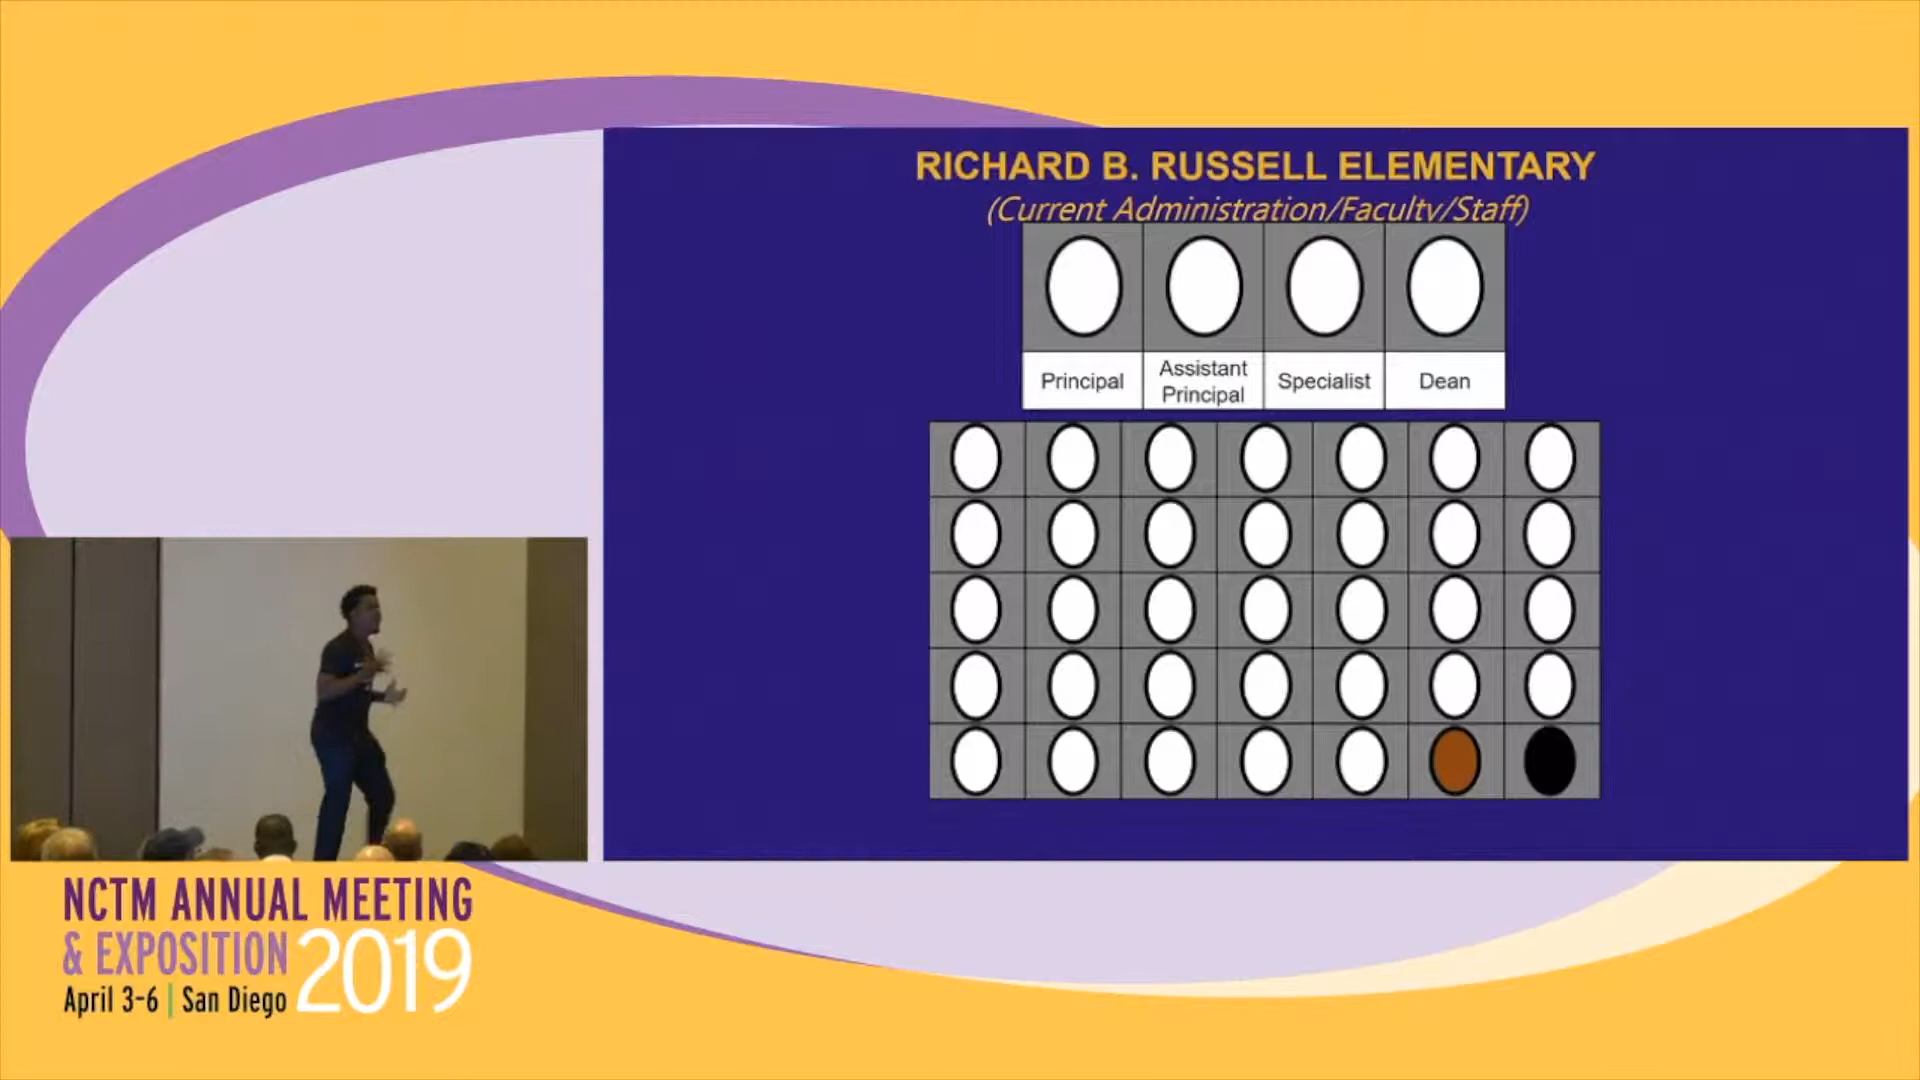 RICHARD B. RUSSELL ELEMENTARY
(Current Administration/Faculty/Staff)
Principal
Assistant
Principal
Specialist
Dean
NCTM ANNUAL MEETING
& EXPOSITION 2019
April 3-6 | San Diego